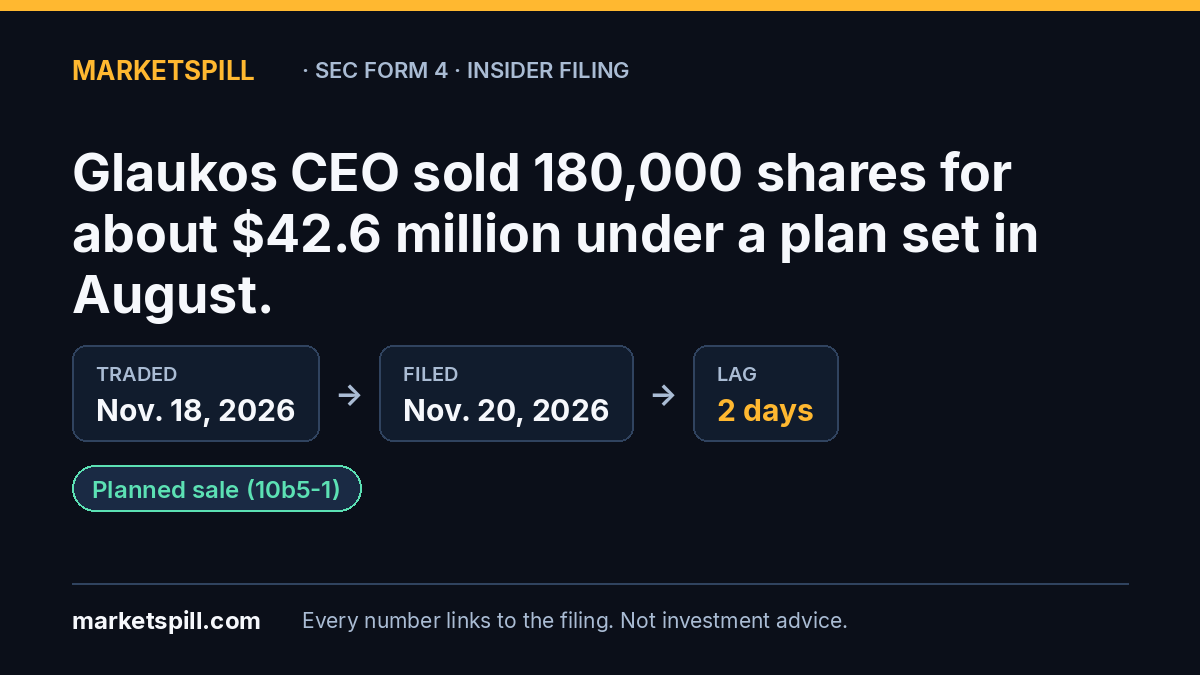 MARKETSPILL · SEC FORM 4 · INSIDER FILING
Glaukos CEO sold 180,000 shares for
about $42.6 million under a plan set in
August.
TRADED
Nov. 18, 2026
→
FILED
Nov. 20, 2026
→
LAG
2 days
Planned sale (10b5-1)
marketspill.com Every number links to the filing. Not investment advice.